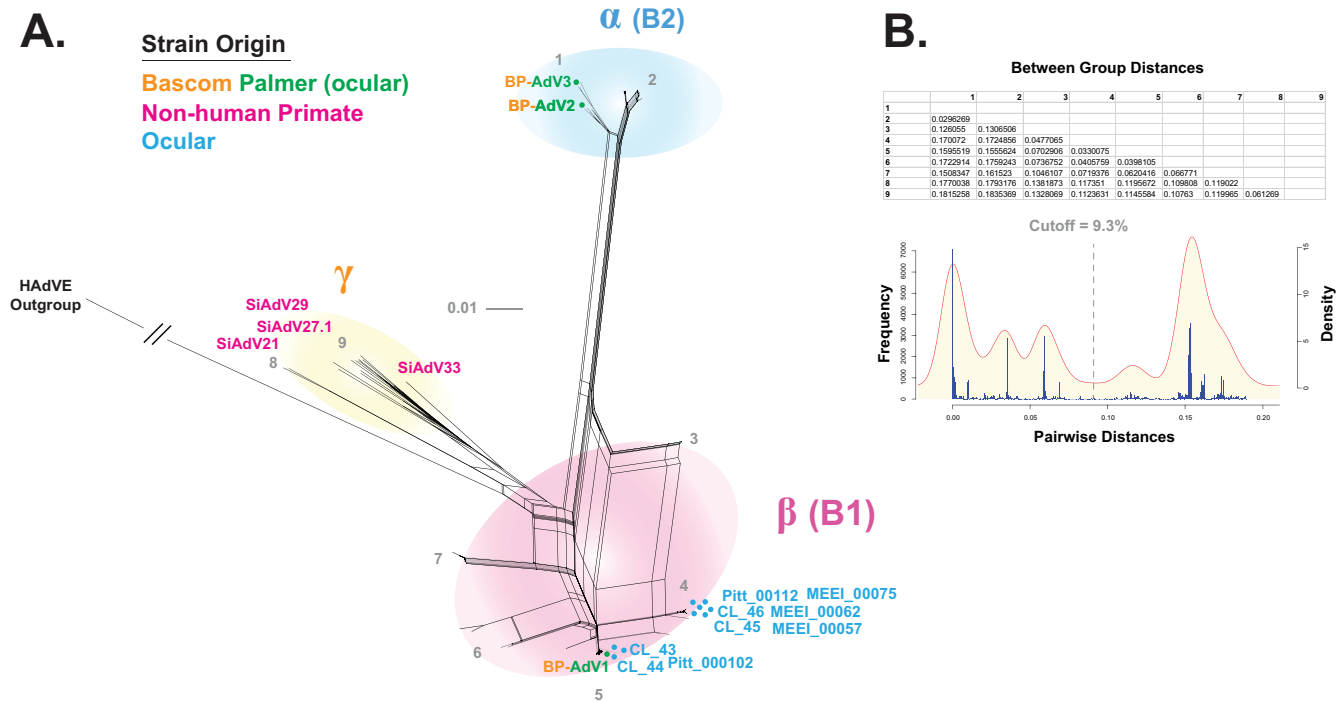 A.
Strain Origin
Bascom Palmer (ocular)
Non-human Primate
Ocular
α (B2)
1
2
BP-AdV3
BP-AdV2
HAdVE
Outgroup
γ
SiAdV29
SiAdV27.1
SiAdV21
9
8
SiAdV33
0.01
3
β (B1)
7
4
Pitt_00112 MEEI_00075
CL_46 MEEI_00062
CL_45 MEEI_00057
6
CL_43
BP-AdV1 CL_44 Pitt_000102
5
B.
Between Group Distances
1 2 3 4 5 6 7 8 9
1
2 0.0296269
3 0.126055 0.1306506
4 0.170072 0.1724856 0.0477065
5 0.1595519 0.1555624 0.0702906 0.0330075
6 0.1722914 0.1759243 0.0736752 0.0405759 0.0398105
7 0.1508347 0.161523 0.1046107 0.0719376 0.0620416 0.066771
8 0.1770038 0.1793176 0.1381873 0.117351 0.1195672 0.109808 0.119022
9 0.1815258 0.1835369 0.1328069 0.1123631 0.1145584 0.10763 0.119965 0.061269
Cutoff = 9.3%
Frequency
7000
6000
5000
4000
3000
2000
1000
0
15
10
5
0
Density
0.00 0.05 0.10 0.15 0.20
Pairwise Distances